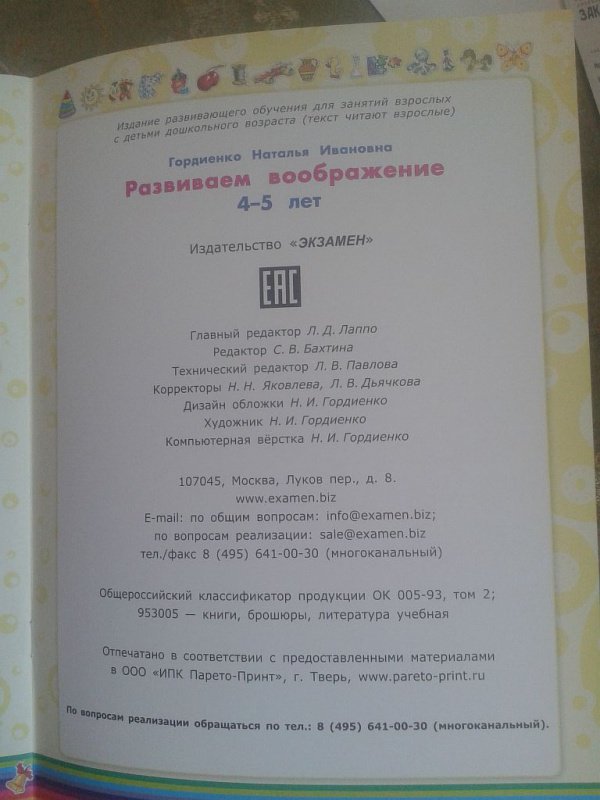 ЗАК
Издание развивающего обучения для занятий взрослых
с детьми дошкольного возраста (текст читают взрослые)
Гордиенко Наталья Ивановна
Развиваем воображение
4–5 лет
Издательство «ЭКЗАМЕН»
ЕАС
Главный редактор Л. Д. Лаппо
Редактор С. В. Бахтина
Технический редактор Л. В. Павлова
Корректоры Н. Н. Яковлева, Л. В. Дьячкова
Дизайн обложки Н. И. Гордиенко
Художник Н. И. Гордиенко
Компьютерная вёрстка Н. И. Гордиенко
107045, Москва, Луков пер., д. 8.
www.examen.biz
E-mail: по общим вопросам: info@examen.biz;
по вопросам реализации: sale@examen.biz
тел./факс 8 (495) 641-00-30 (многоканальный)
Общероссийский классификатор продукции ОК 005-93, том 2;
953005 — книги, брошюры, литература учебная
Отпечатано в соответствии с предоставленными материалами
в ООО «ИПК Парето-Принт», г. Тверь, www.pareto-print.ru
По вопросам реализации обращаться по тел.: 8 (495) 641-00-30 (многоканальный).